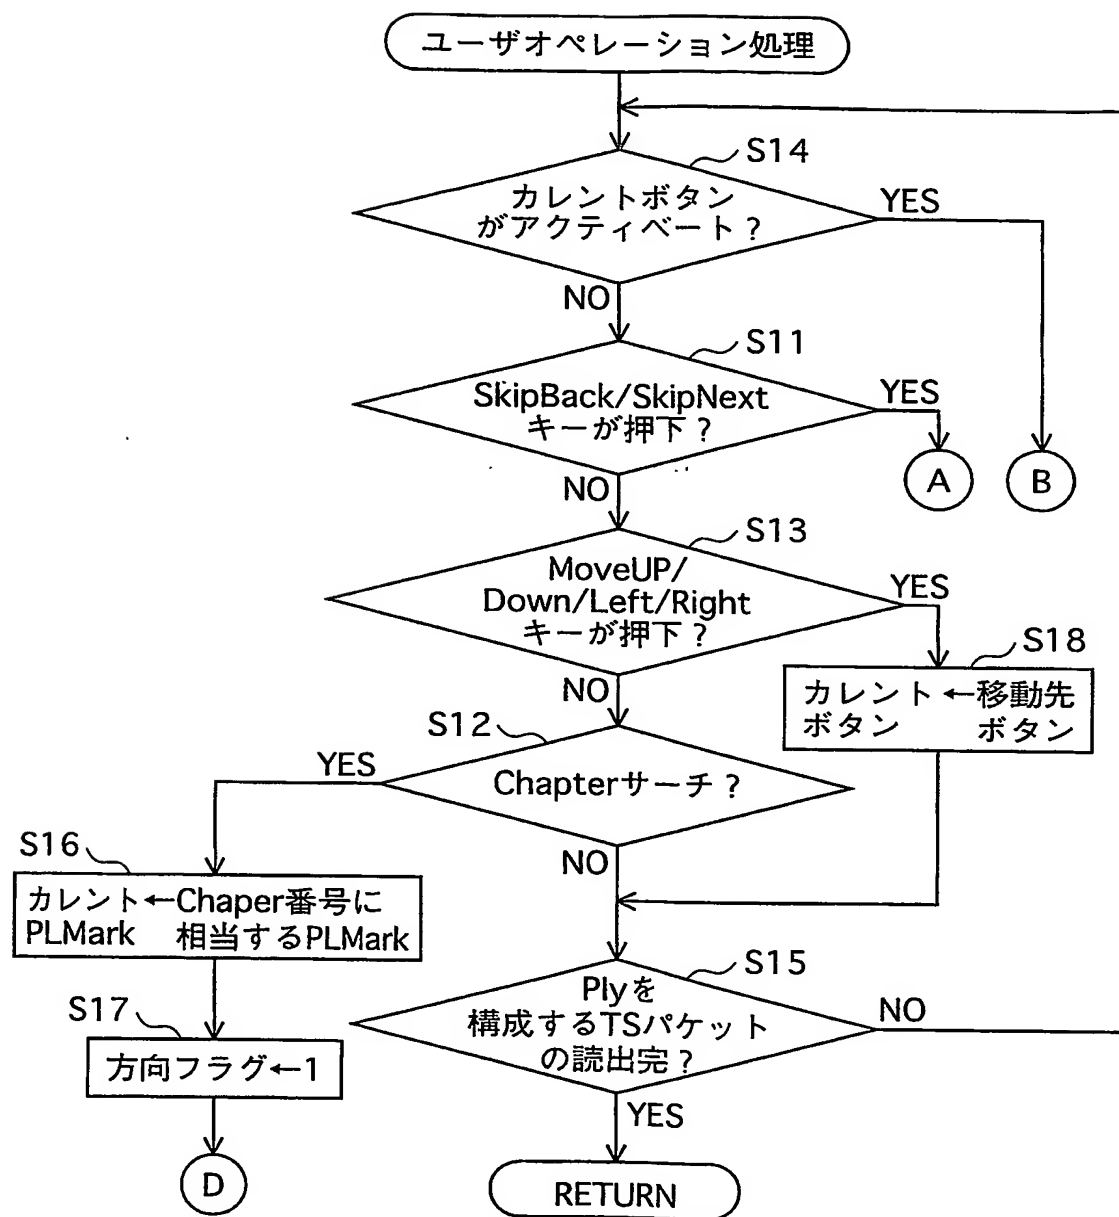 ユーザオペレーション処理
S14
カレントボタン
がアクティベート？
YES
NO
S11
SkipBack/SkipNext
キーが押下？
YES
A
B
NO
S13
MoveUP/
Down/Left/Right
キーが押下？
YES
S18
カレント←移動先
ボタン ボタン
NO
S12
YES
Chapterサーチ？
S16
カレント←Chaper番号に
PLMark 相当するPLMark
NO
S17
方向フラグ←1
S15
Plyを
構成するTSパケット
の読出完？
NO
YES
D
RETURN